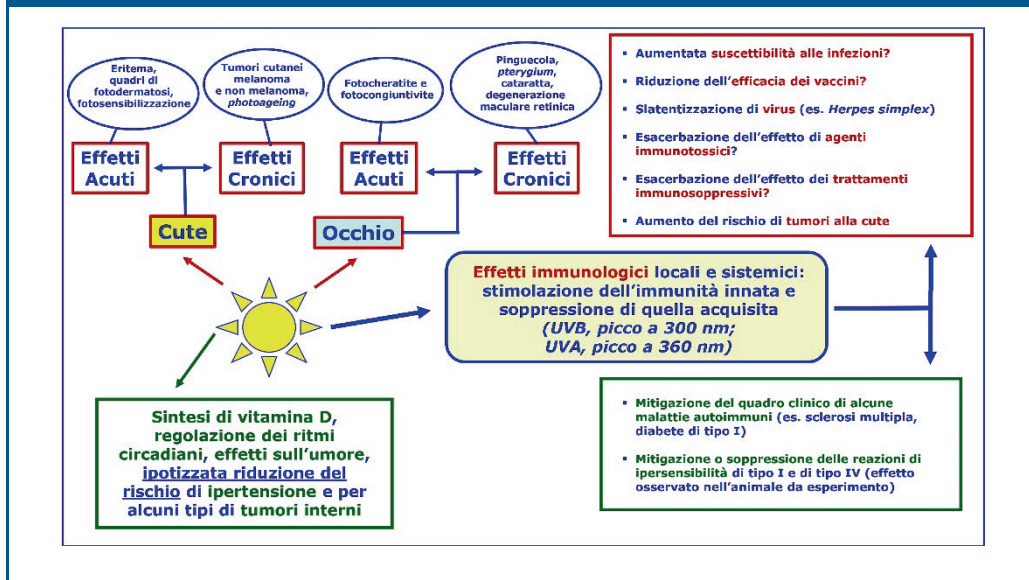 Eritema,
quadri di
fotodermatosi,
fotosensibilizzazione
Tumori cutanei
melanoma
e non melanoma,
photoageing
Fotocheratite e
fotocongiuntivite
Pinguecola,
pterygium,
cataratta,
degenerazione
maculare retinica
Effetti
Acuti
Effetti
Cronici
Effetti
Acuti
Effetti
Cronici
Cute
Occhio
▪ Aumentata suscettibilità alle infezioni?
▪ Riduzione dell'efficacia dei vaccini?
▪ Slatentizzazione di virus (es. Herpes simplex)
▪ Esacerbazione dell'effetto di agenti
immunotossici?
▪ Esacerbazione dell'effetto dei trattamenti
immunosoppressivi?
▪ Aumento del rischio di tumori alla cute
Effetti immunologici locali e sistemici:
stimolazione dell'immunità innata e
soppressione di quella acquisita
(UVB, picco a 300 nm;
UVA, picco a 360 nm)
Sintesi di vitamina D,
regolazione dei ritmi
circadiani, effetti sull'umore,
ipotizzata riduzione del
rischio di ipertensione e per
alcuni tipi di tumori interni
▪ Mitigazione del quadro clinico di alcune
malattie autoimmuni (es. sclerosi multipla,
diabete di tipo I)
▪ Mitigazione o soppressione delle reazioni di
ipersensibilità di tipo I e di tipo IV (effetto
osservato nell'animale da esperimento)